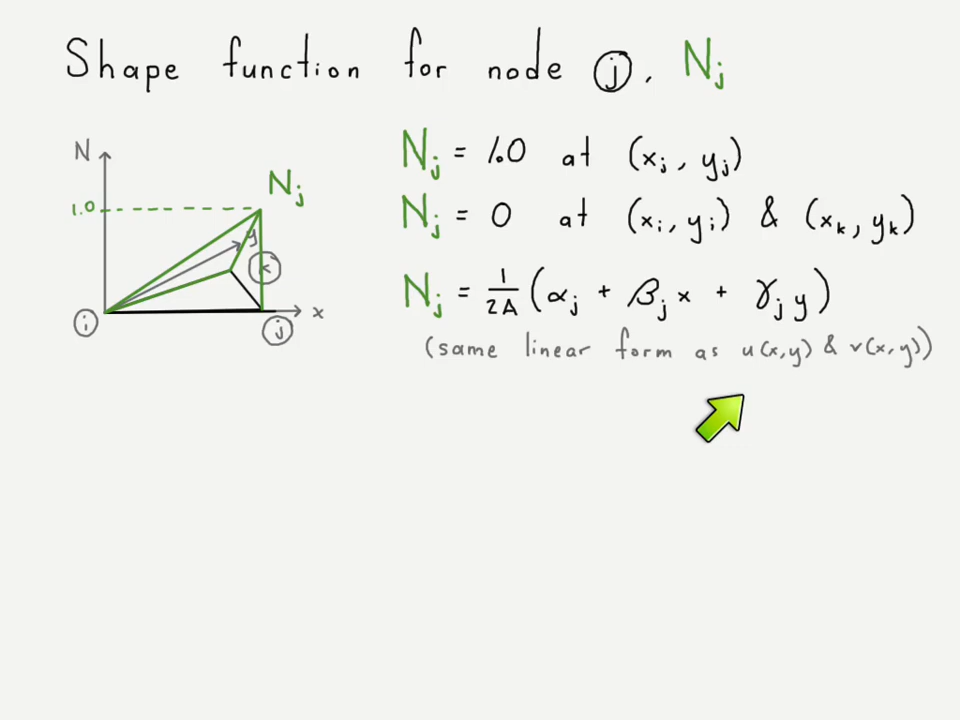 Shape function for node j, Nj
N
1.0
Nj
y
k
i
j
x
Nj = 1.0 at (xj, yj)
Nj = 0 at (xi, yi) & (xk, yk)
Nj = 1/2A (αj + βj x + γj y)
(same linear form as u(x,y) & v(x,y))